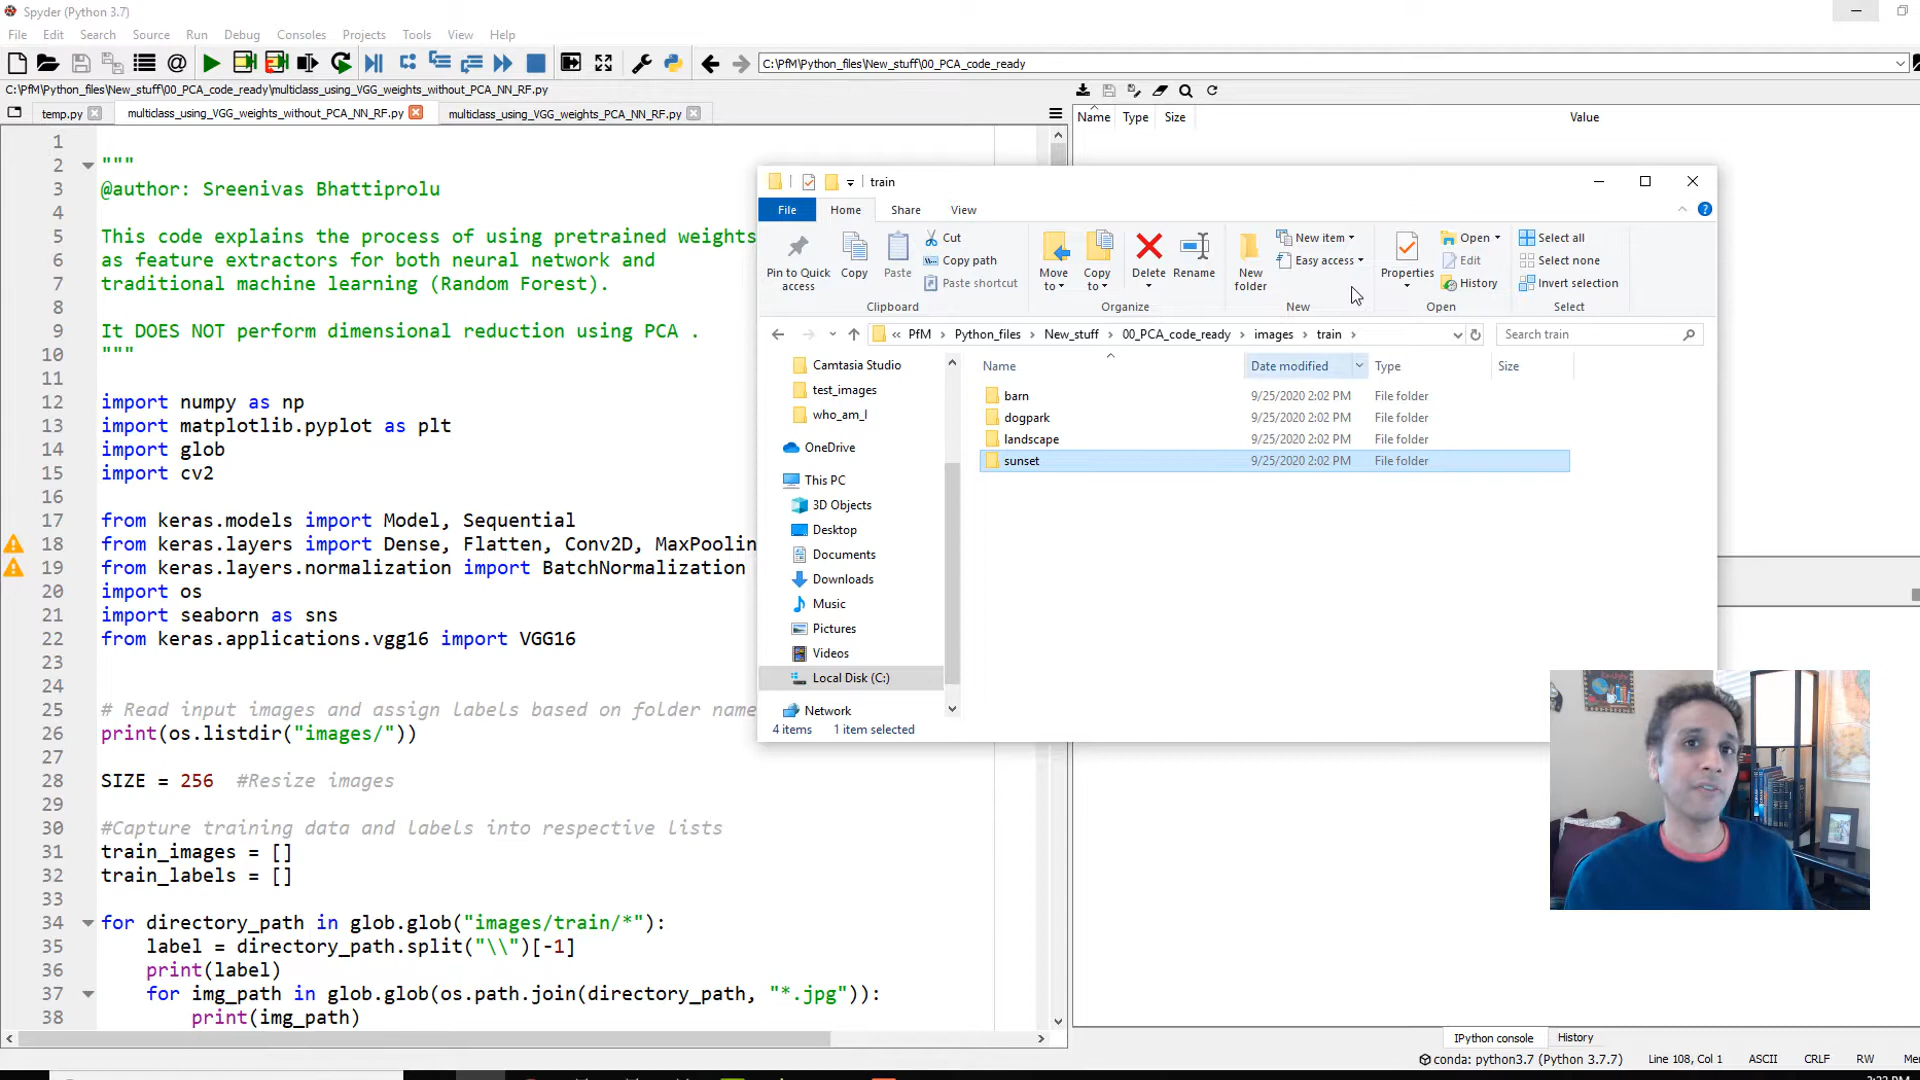 Spyder (Python 3.7)
File Edit Search Source Run Debug Consoles Projects Tools View Help
C:\PfM\Python_files\New_stuff\00_PCA_code_ready
C:\PfM\Python_files\New_stuff\00_PCA_code_ready\multiclass_using_VGG_weights_without_PCA_NN_RF.py
temp.py multiclass_using_VGG_weights_without_PCA_NN_RF.py multiclass_using_VGG_weights_PCA_NN_RF.py
Name Type Size Value
1
2 """
3 @author: Sreenivas Bhattiprolu
4
5 This code explains the process of using pretrained weights
6 as feature extractors for both neural network and
7 traditional machine learning (Random Forest).
8
9 It DOES NOT perform dimensional reduction using PCA .
10 """
11
12 import numpy as np
13 import matplotlib.pyplot as plt
14 import glob
15 import cv2
16
17 from keras.models import Model, Sequential
18 from keras.layers import Dense, Flatten, Conv2D, MaxPoolin
19 from keras.layers.normalization import BatchNormalization
20 import os
21 import seaborn as sns
22 from keras.applications.vgg16 import VGG16
23
24
25 # Read input images and assign labels based on folder name
26 print(os.listdir("images/"))
27
28 SIZE = 256 #Resize images
29
30 #Capture training data and labels into respective lists
31 train_images = []
32 train_labels = []
33
34 for directory_path in glob.glob("images/train/*"):
35 label = directory_path.split("\\")[-1]
36 print(label)
37 for img_path in glob.glob(os.path.join(directory_path, "*.jpg")):
38 print(img_path)
train
File Home Share View
Pin to Quick access
Copy
Paste
Cut
Copy path
Paste shortcut
Clipboard
Move to
Copy to
Delete
Rename
Organize
New folder
New item
Easy access
New
Properties
Open
Edit
History
Open
Select all
Select none
Invert selection
Select
« PfM › Python_files › New_stuff › 00_PCA_code_ready › images › train ›
Search train
Camtasia Studio
test_images
who_am_I
OneDrive
This PC
3D Objects
Desktop
Documents
Downloads
Music
Pictures
Videos
Local Disk (C:)
Network
Name Date modified Type Size
barn 9/25/2020 2:02 PM File folder
dogpark 9/25/2020 2:02 PM File folder
landscape 9/25/2020 2:02 PM File folder
sunset 9/25/2020 2:02 PM File folder
4 items 1 item selected
IPython console History
conda: python3.7 (Python 3.7.7) Line 108, Col 1 ASCII CRLF RW